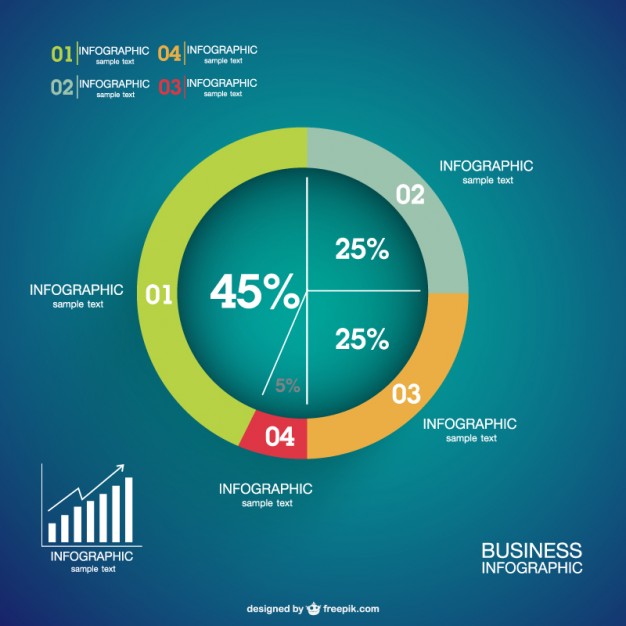 01 INFOGRAPHIC
sample text
04 INFOGRAPHIC
sample text
02 INFOGRAPHIC
sample text
03 INFOGRAPHIC
sample text
INFOGRAPHIC
sample text
02
25%
INFOGRAPHIC
sample text
01
45%
25%
03
5%
INFOGRAPHIC
sample text
04
INFOGRAPHIC
sample text
INFOGRAPHIC
sample text
BUSINESS
INFOGRAPHIC
designed by freepik.com